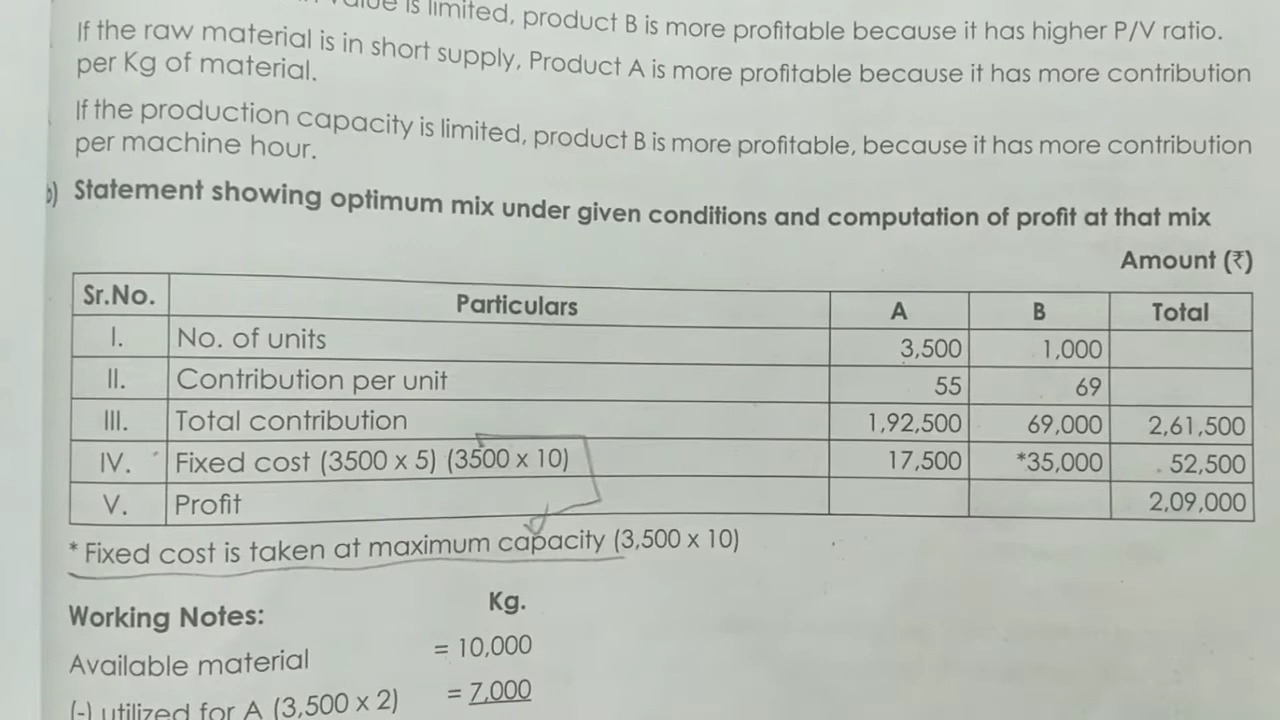 is limited, product B is more profitable because it has higher P/V ratio.
If the raw material is in short supply, Product A is more profitable because it has more contribution
per Kg of material.
If the production capacity is limited, product B is more profitable, because it has more contribution
per machine hour.
b) Statement showing optimum mix under given conditions and computation of profit at that mix
Amount (₹)
Sr.No. Particulars A B Total
I. No. of units 3,500 1,000
II. Contribution per unit 55 69
III. Total contribution 1,92,500 69,000 2,61,500
IV. Fixed cost (3500 x 5) (3500 x 10) 17,500 *35,000 52,500
V. Profit 2,09,000
* Fixed cost is taken at maximum capacity (3,500 x 10)
Working Notes: Kg.
Available material = 10,000
(-) utilized for A (3,500 x 2) = 7,000